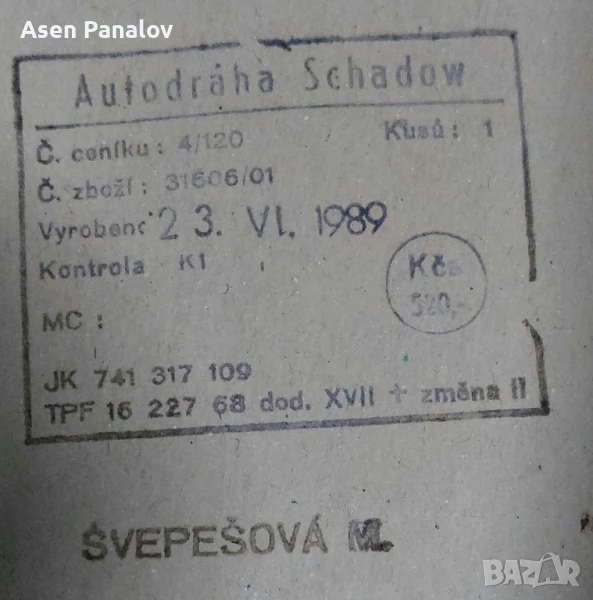 Asen Panalov
Autodráha Schadow
Č. ceníku: 4/120 Kusů: 1
Č. zboží: 31606/01
Vyrobeno 23. VI. 1989
Kontrola K1
Kčs
520,-
MC:
JK 741 317 109
TPF 16 227 68 dod. XVII + změna II
ŠVEPEŠOVÁ M.
BAZAR